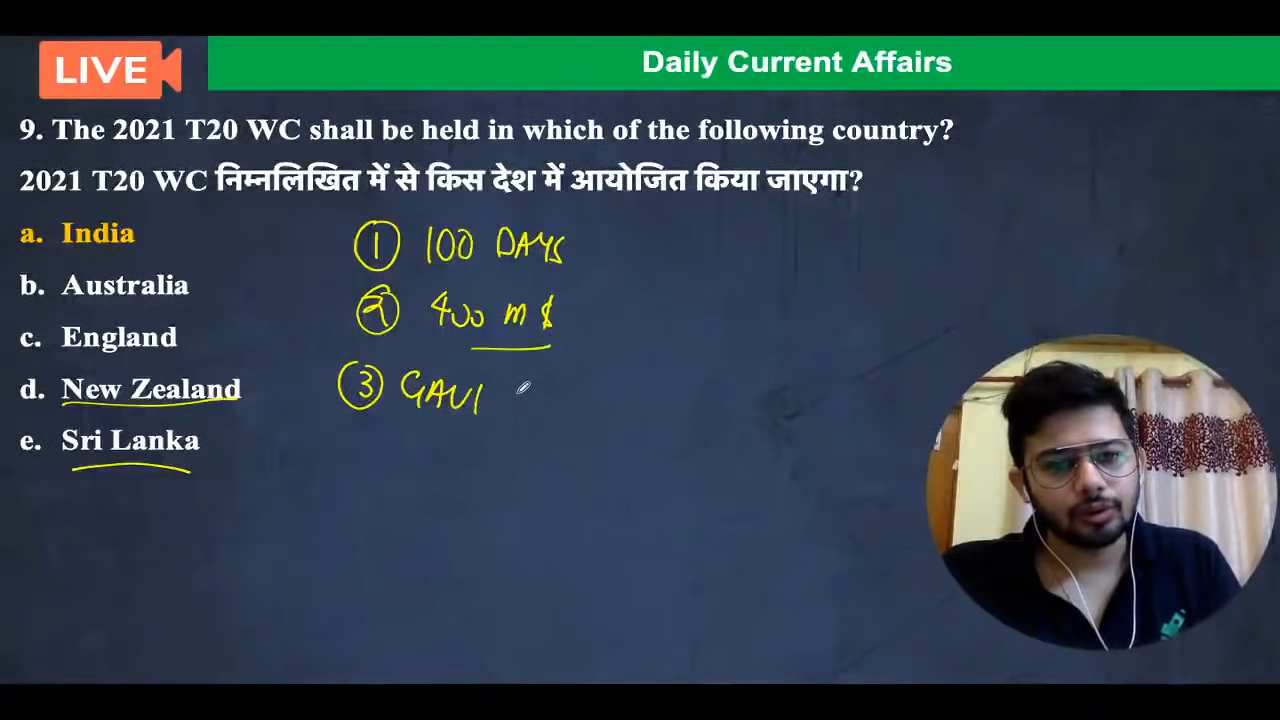 LIVE
Daily Current Affairs
9. The 2021 T20 WC shall be held in which of the following country?
2021 T20 WC निम्नलिखित में से किस देश में आयोजित किया जाएगा?
a. India
b. Australia
c. England
d. New Zealand
e. Sri Lanka
① 100 DAYS
② 400 m $
③ GAVI